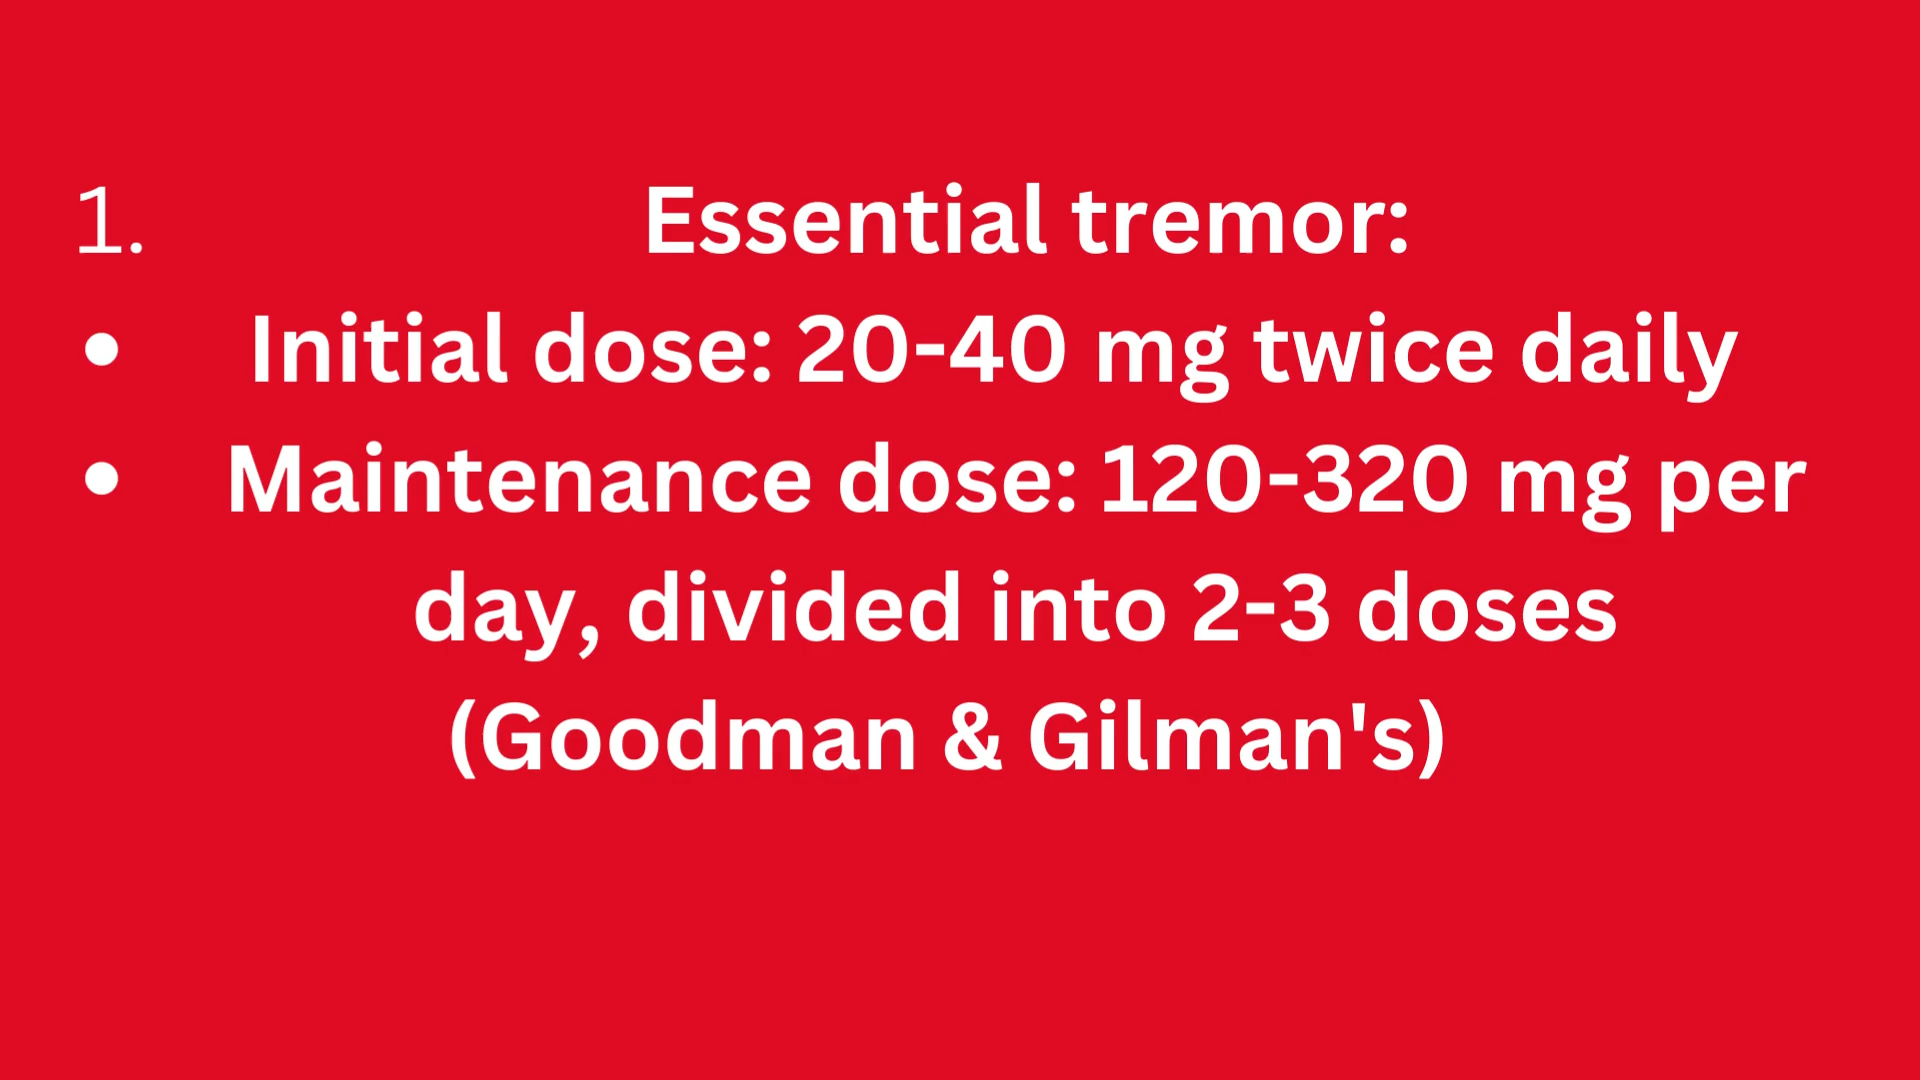 1. Essential tremor:
• Initial dose: 20-40 mg twice daily
• Maintenance dose: 120-320 mg per
day, divided into 2-3 doses
(Goodman & Gilman's)